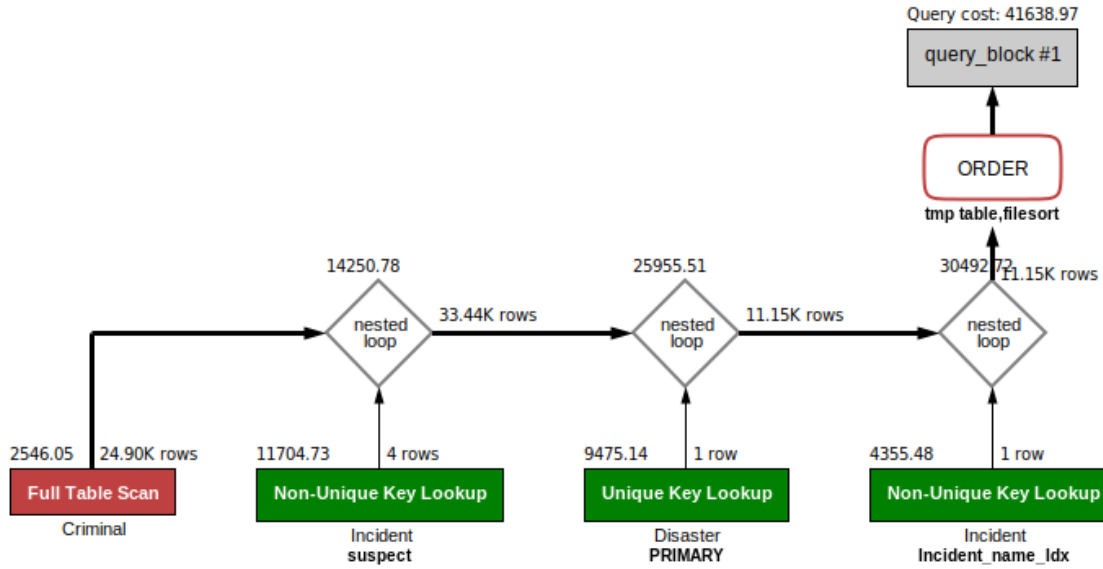 Query cost: 41638.97
query_block #1
ORDER
tmp table,filesort
14250.78
25955.51
30492.72
11.15K rows
nested
loop
33.44K rows
nested
loop
11.15K rows
nested
loop
2546.05
24.90K rows
11704.73
4 rows
9475.14
1 row
4355.48
1 row
Full Table Scan
Non-Unique Key Lookup
Unique Key Lookup
Non-Unique Key Lookup
Criminal
Incident
suspect
Disaster
PRIMARY
Incident
Incident_name_Idx